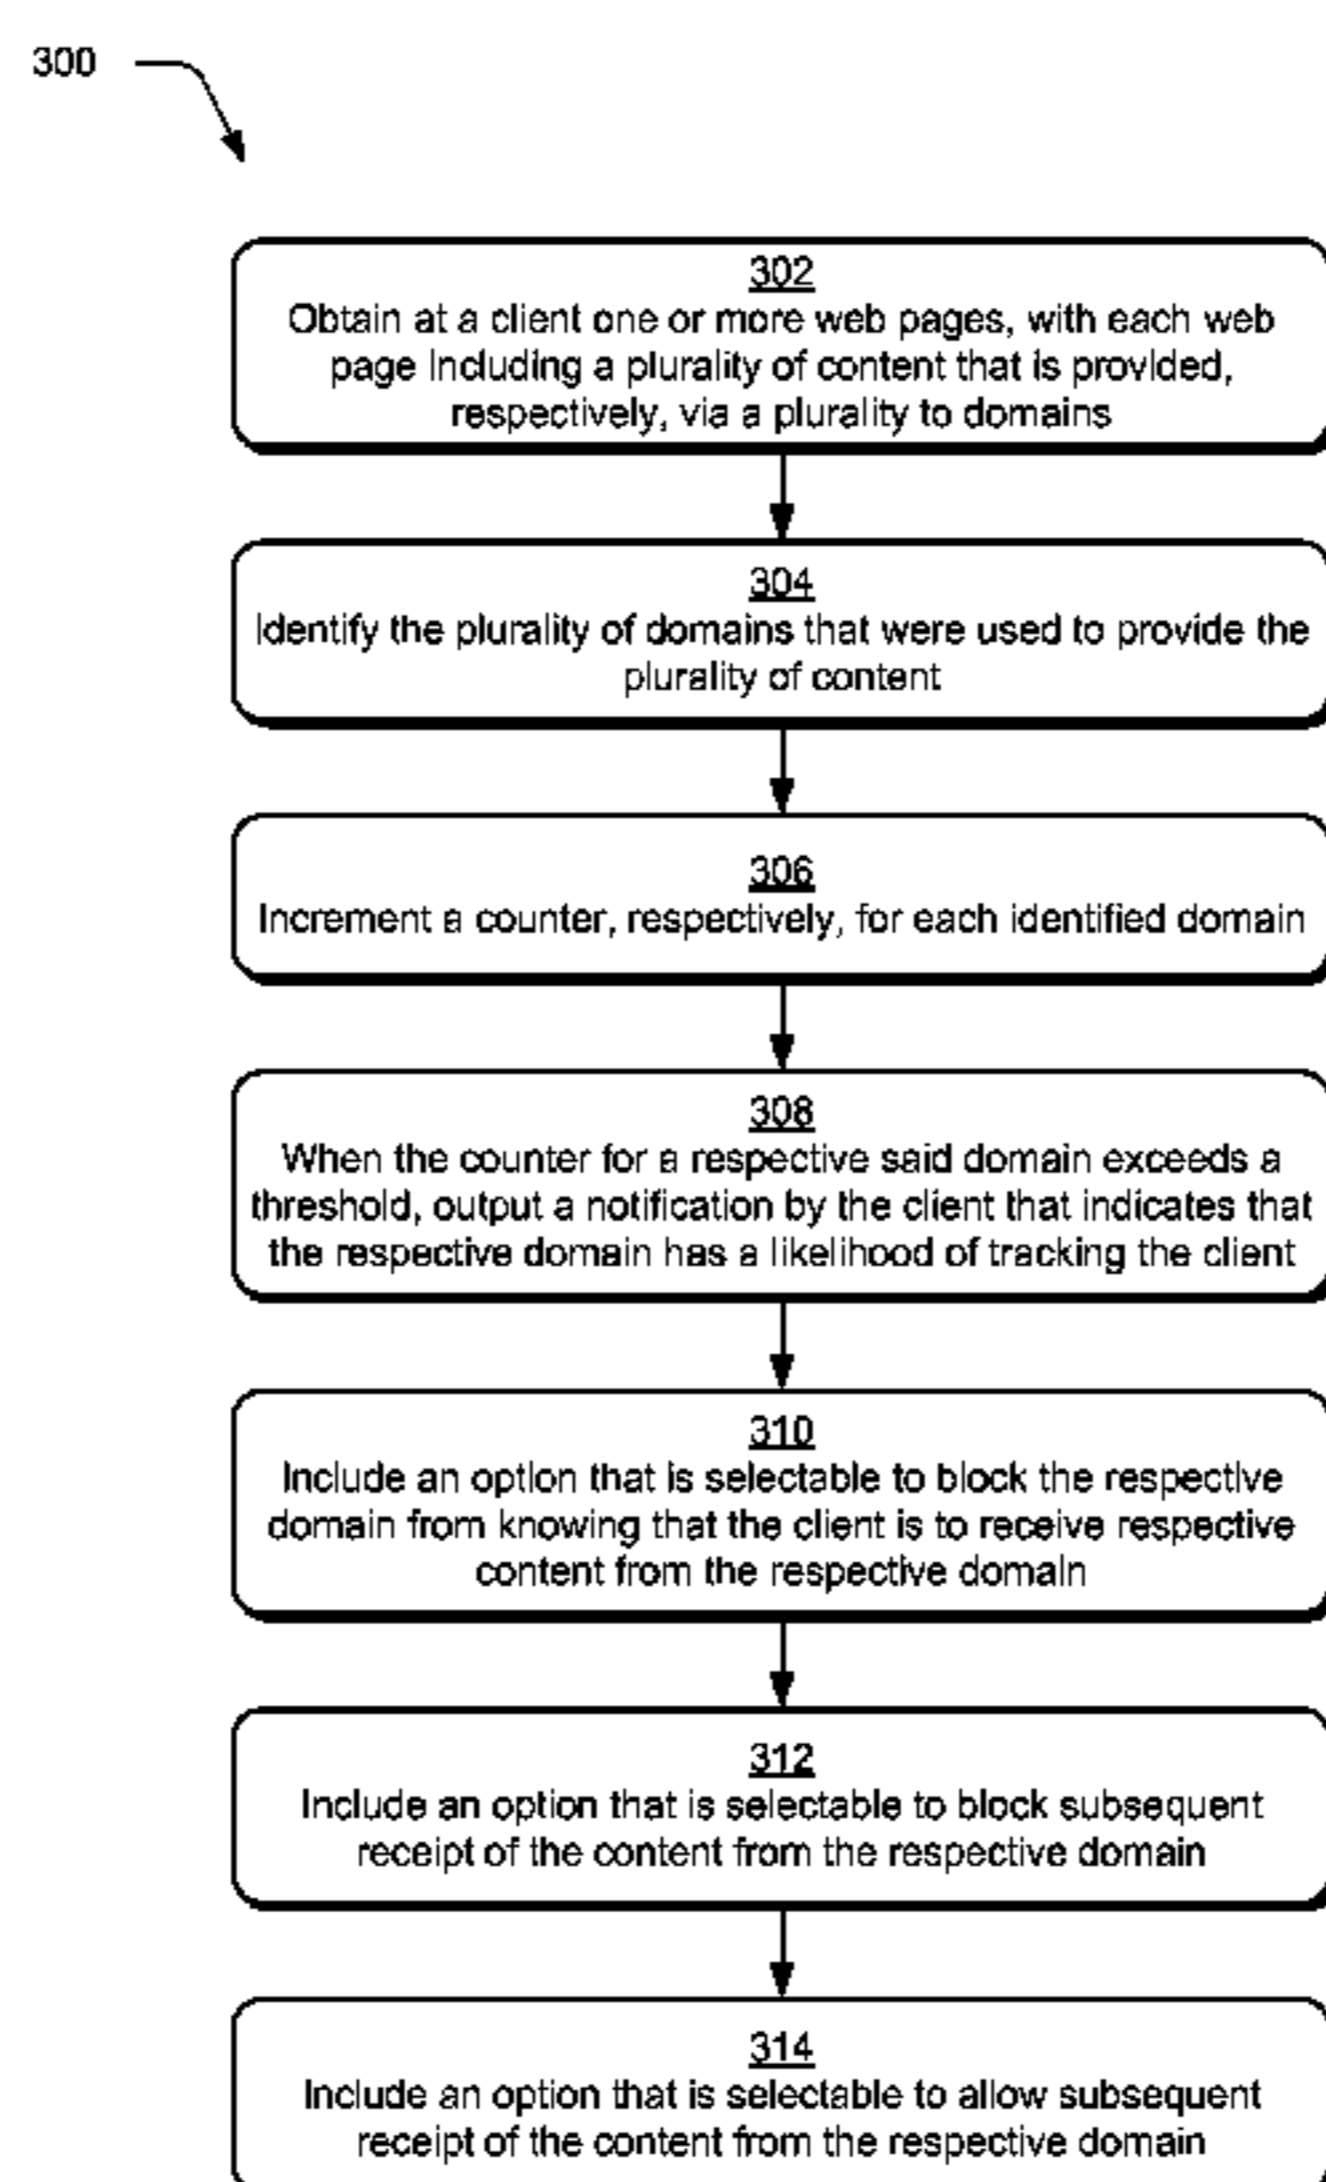 300
302
Obtain at a client one or more web pages, with each web
page including a plurality of content that is provided,
respectively, via a plurality to domains
304
Identify the plurality of domains that were used to provide the
plurality of content
306
Increment a counter, respectively, for each identified domain
308
When the counter for a respective said domain exceeds a
threshold, output a notification by the client that indicates that
the respective domain has a likelihood of tracking the client
310
Include an option that is selectable to block the respective
domain from knowing that the client is to receive respective
content from the respective domain
312
Include an option that is selectable to block subsequent
receipt of the content from the respective domain
314
Include an option that is selectable to allow subsequent
receipt of the content from the respective domain